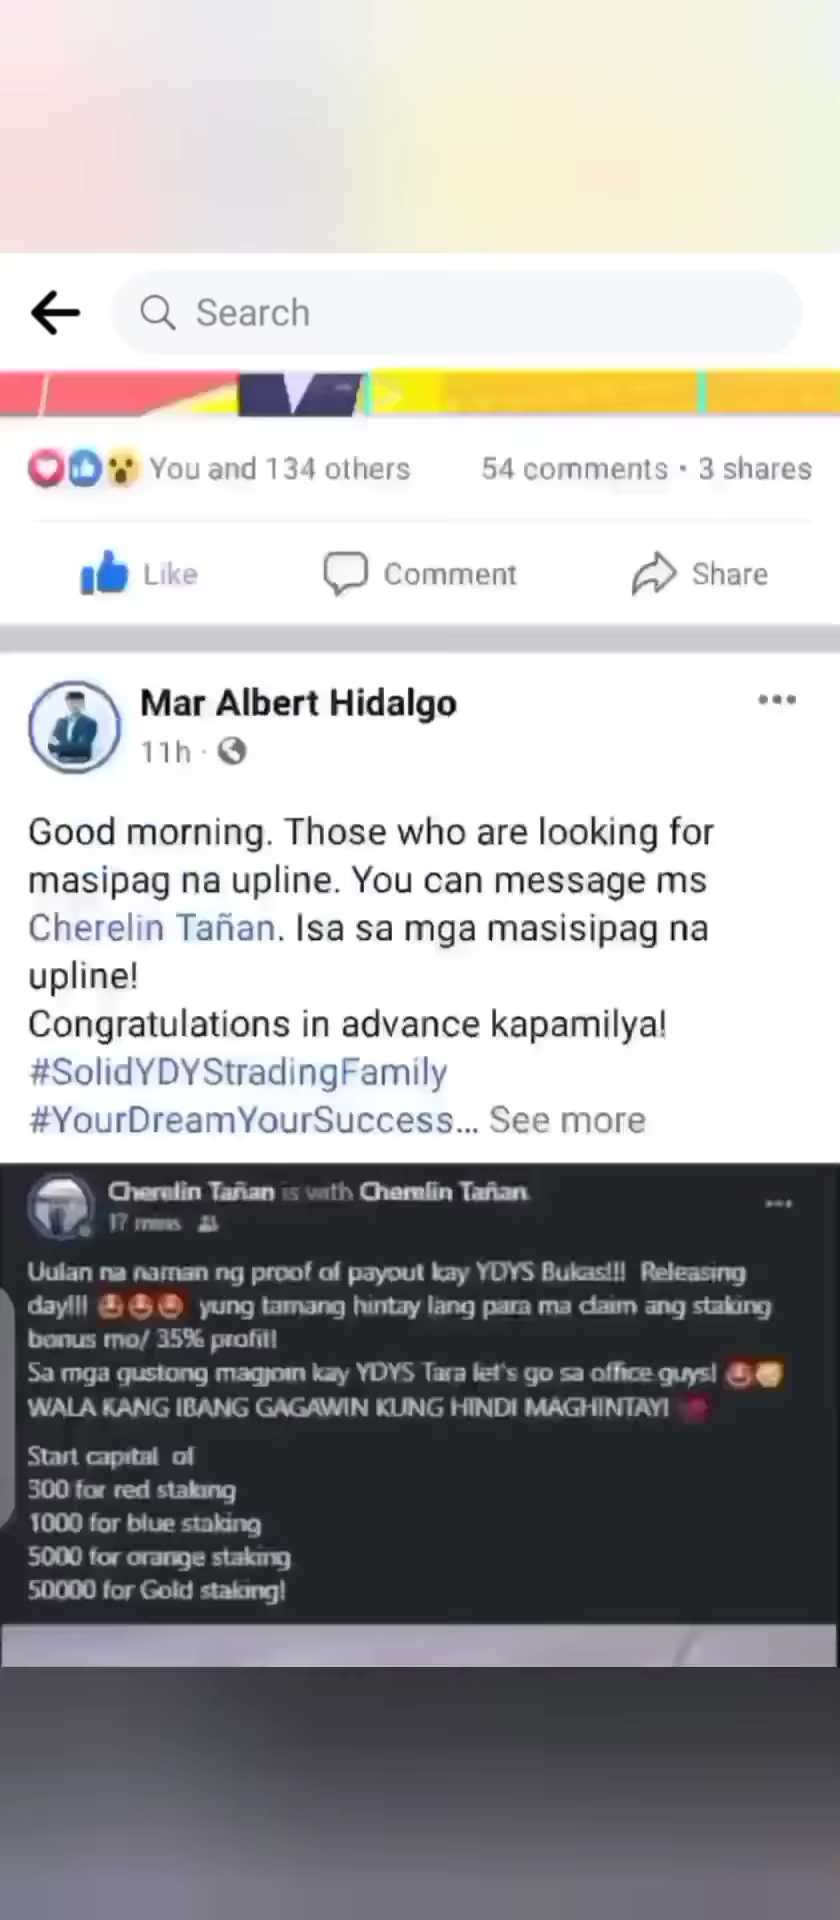 Search
You and 134 others
54 comments • 3 shares
Like
Comment
Share
Mar Albert Hidalgo
11h ·
Good morning. Those who are looking for
masipag na upline. You can message ms
Cherelin Tañan. Isa sa mga masisipag na
upline!
Congratulations in advance kapamilya!
#SolidYDYStradingFamily
#YourDreamYourSuccess... See more
Cherelin Tañan is with Cherelin Tañan.
17 mins
Uulan na naman ng proof of payout kay YDYS Bukas!!! Releasing
day!!! yung tamang hintay lang para ma claim ang staking
bonus mo/ 35% profit!
Sa mga gustong magjoin kay YDYS Tara let's go sa office guys!
WALA KANG IBANG GAGAWIN KUNG HINDI MAGHINTAY!
Start capital of
300 for red staking
1000 for blue staking
5000 for orange staking
50000 for Gold staking!